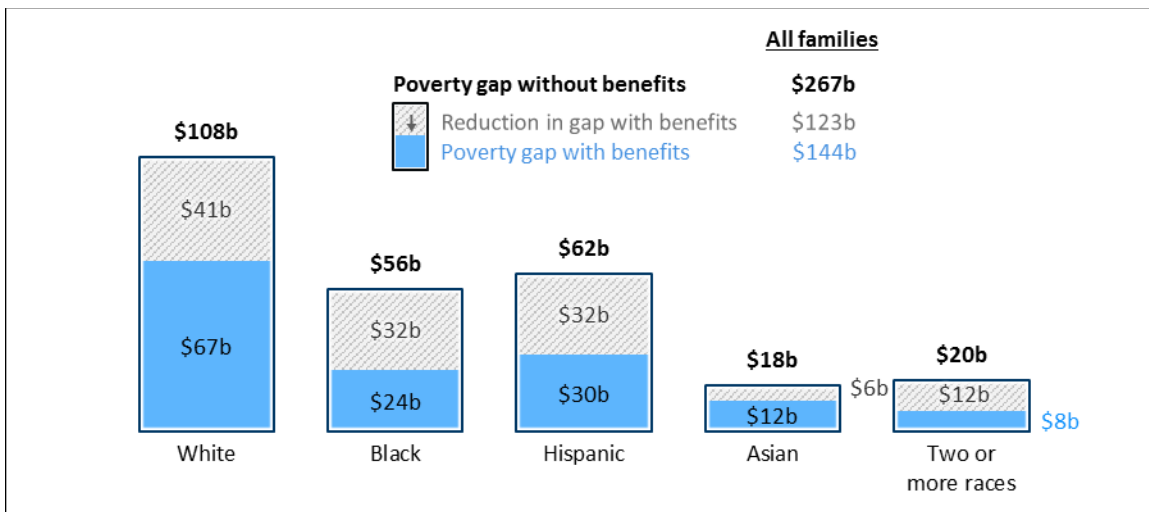 All families
Poverty gap without benefits $267b
Reduction in gap with benefits $123b
Poverty gap with benefits $144b
$108b
$41b
$67b
White
$56b
$32b
$24b
Black
$62b
$32b
$30b
Hispanic
$18b
$6b
$12b
Asian
$20b
$12b
$8b
Two or
more races